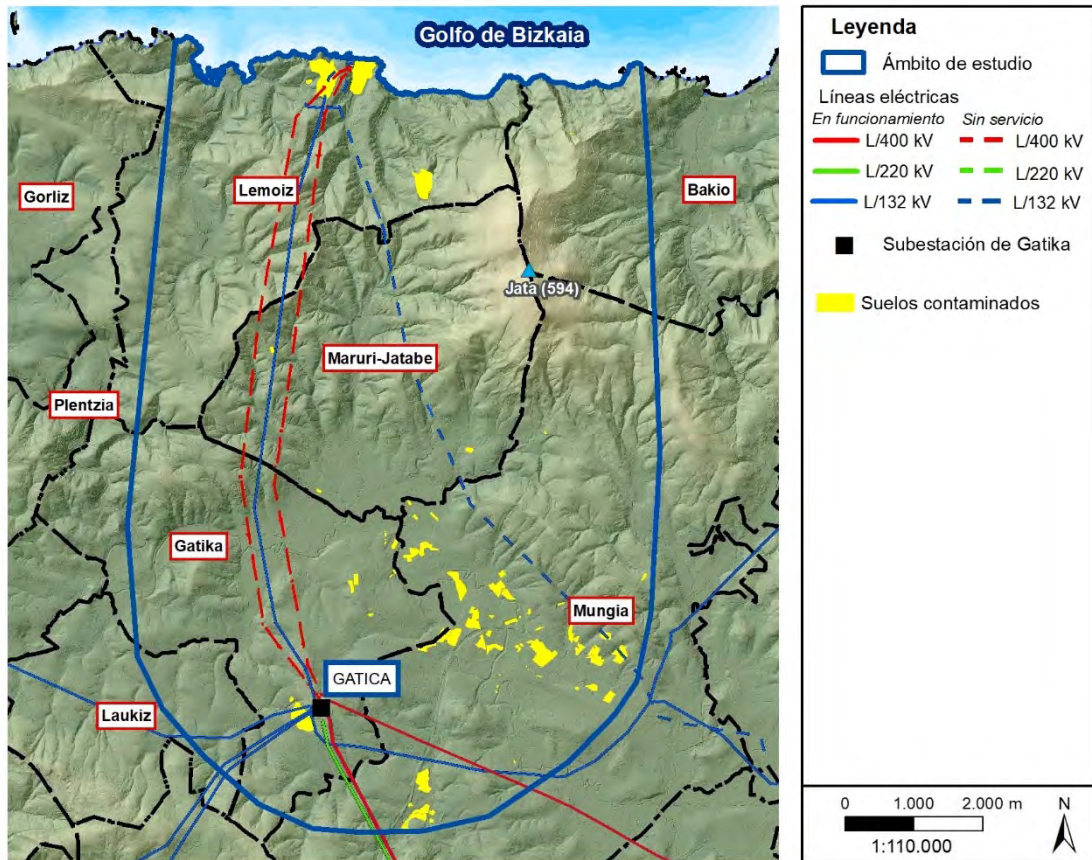 Golfo de Bizkaia
Gorliz
Lemoiz
Bakio
Jata (594)
Maruri-Jatabe
Plentzia
Gatika
Mungia
GATICA
Laukiz
Leyenda
Ámbito de estudio
Líneas eléctricas
En funcionamiento Sin servicio
L/400 kV L/400 kV
L/220 kV L/220 kV
L/132 kV L/132 kV
Subestación de Gatika
Suelos contaminados
0 1.000 2.000 m N
1:110.000